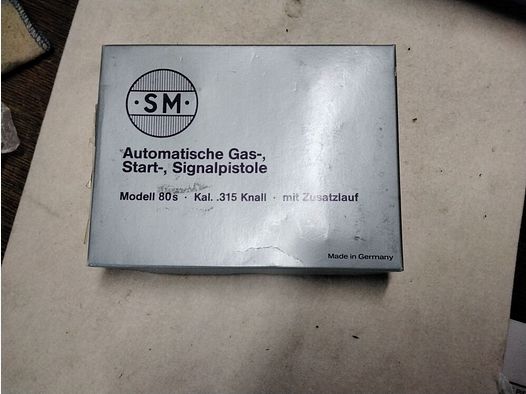 ·SM·
Automatische Gas-,
Start-, Signalpistole
Modell 80s · Kal. .315 Knall · mit Zusatzlauf
Made in Germany